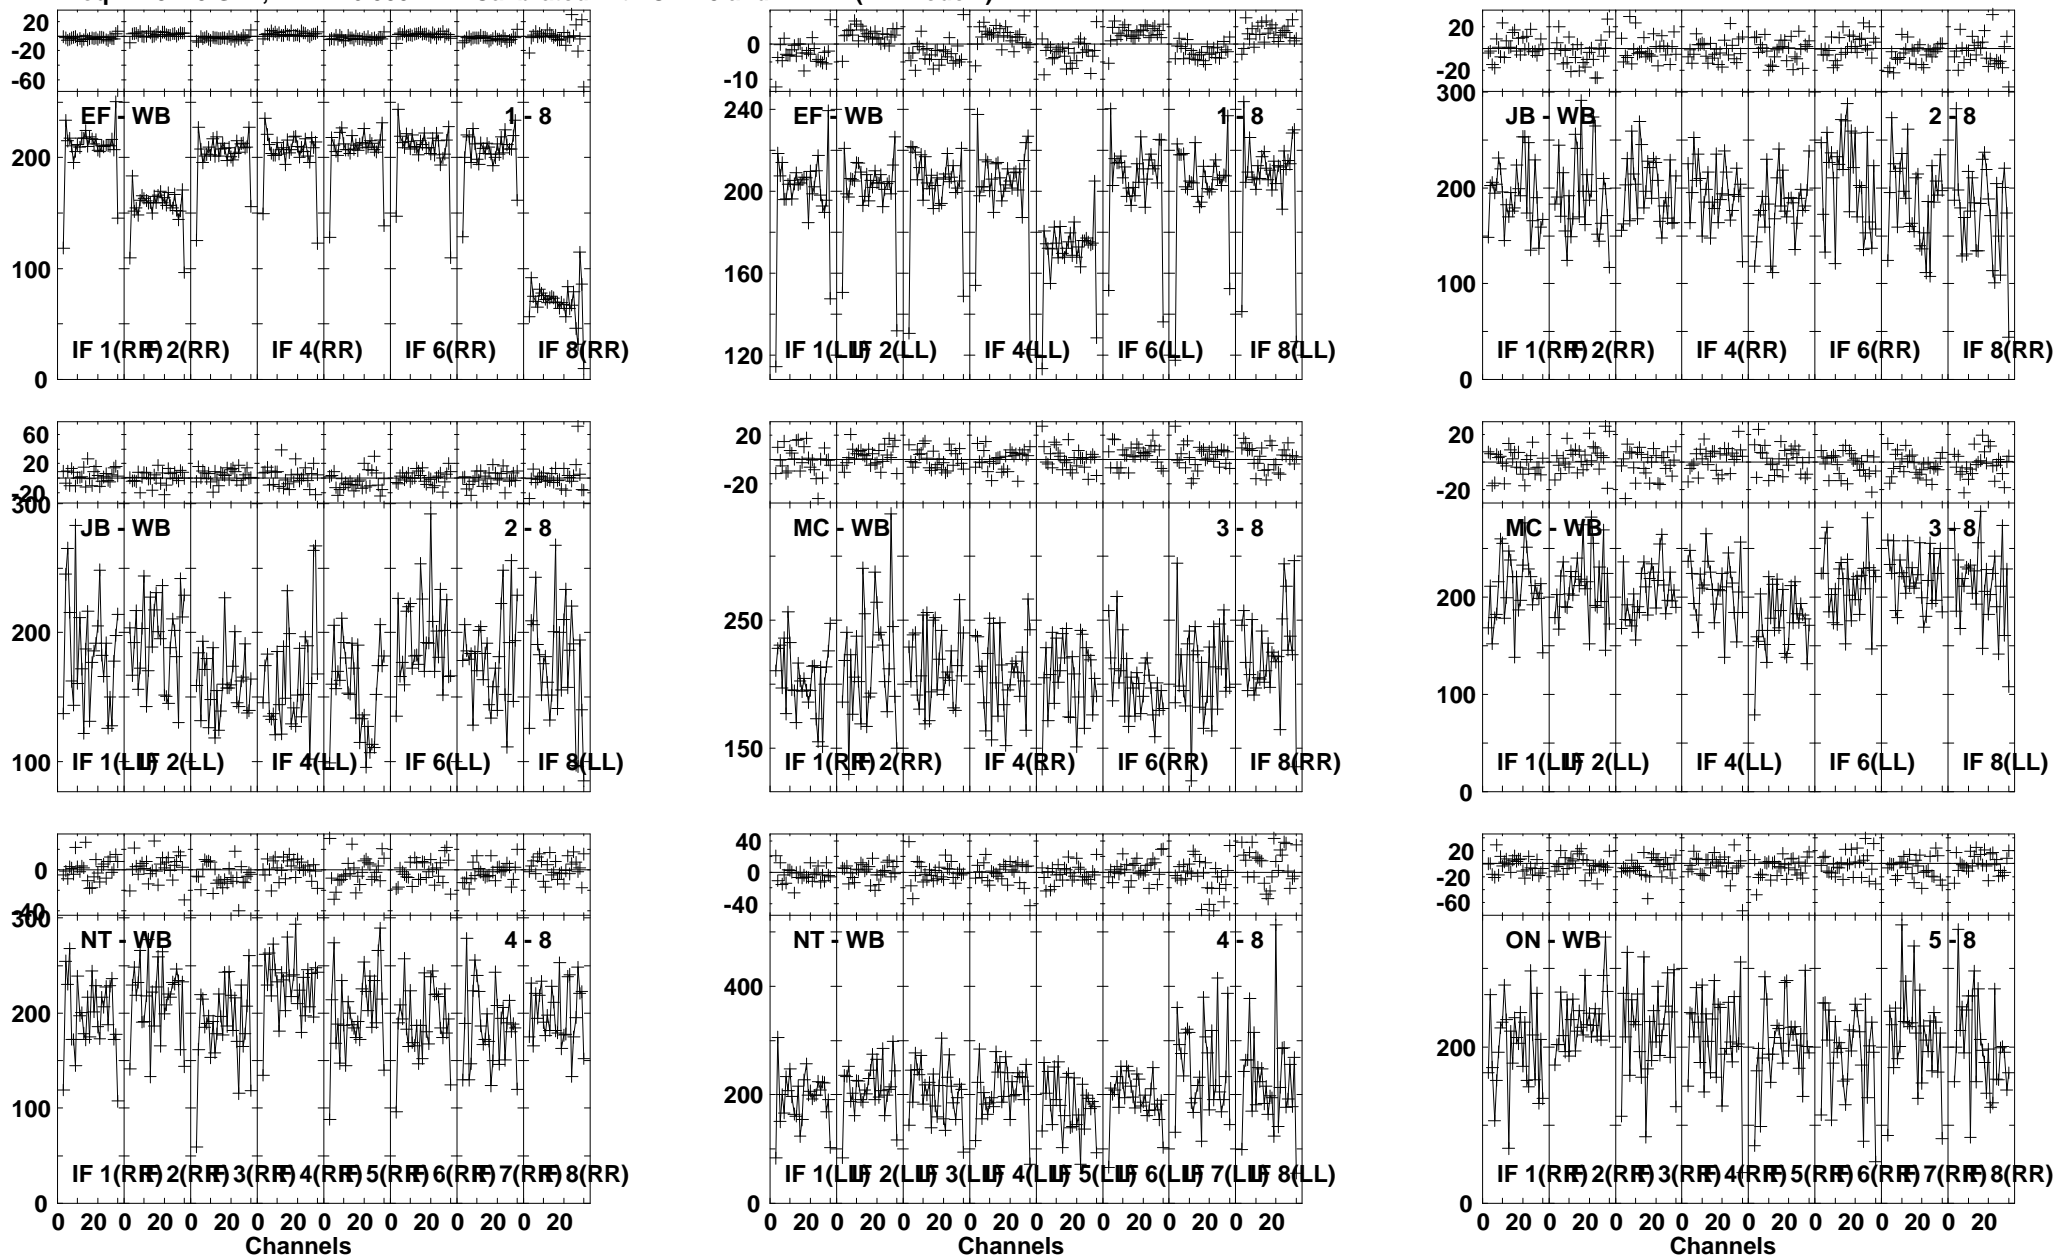 20
-20
-60
EF - WB
1 - 8
200
100
0
IF 1(RR) IF 2(RR) IF 4(RR) IF 6(RR) IF 8(RR)
0
-10
EF - WB
1 - 8
240
200
160
120
IF 1(LL) IF 2(LL) IF 4(LL) IF 6(LL) IF 8(LL)
20
-20
300
JB - WB
2 - 8
200
100
0
IF 1(RR) IF 2(RR) IF 4(RR) IF 6(RR) IF 8(RR)
60
20
-20
300
JB - WB
2 - 8
200
100
IF 1(LL) IF 2(LL) IF 4(LL) IF 6(LL) IF 8(LL)
20
-20
MC - WB
3 - 8
250
150
IF 1(RR) IF 2(RR) IF 4(RR) IF 6(RR) IF 8(RR)
20
-20
MC - WB
3 - 8
200
100
0
IF 1(LL) IF 2(LL) IF 4(LL) IF 6(LL) IF 8(LL)
0
-40
300
NT - WB
4 - 8
200
100
0
IF 1(RR) IF 2(RR) IF 3(RR) IF 4(RR) IF 5(RR) IF 6(RR) IF 7(RR) IF 8(RR)
0 20 0 20 0 20 0 20 0 20 0 20 0 20 0 20
Channels
40
0
-40
NT - WB
4 - 8
400
200
0
IF 1(LL) IF 2(LL) IF 3(LL) IF 4(LL) IF 5(LL) IF 6(LL) IF 7(LL) IF 8(LL)
0 20 0 20 0 20 0 20 0 20 0 20 0 20 0 20
Channels
20
-20
-60
ON - WB
5 - 8
200
0
IF 1(RR) IF 2(RR) IF 3(RR) IF 4(RR) IF 5(RR) IF 6(RR) IF 7(RR) IF 8(RR)
0 20 0 20 0 20 0 20 0 20 0 20 0 20 0 20
Channels